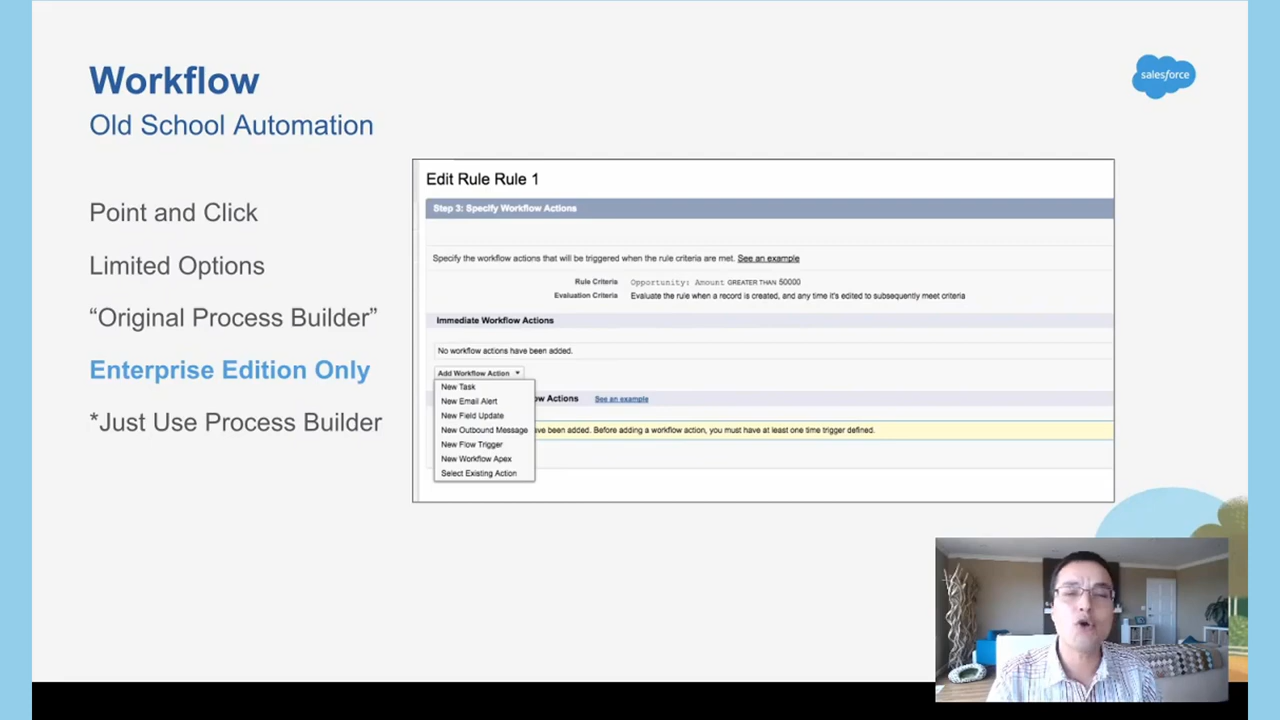 Workflow
Old School Automation
salesforce
Point and Click
Limited Options
“Original Process Builder”
Enterprise Edition Only
*Just Use Process Builder
Edit Rule Rule 1
Step 3: Specify Workflow Actions
Specify the workflow actions that will be triggered when the rule criteria are met. See an example
Rule Criteria Opportunity: Amount GREATER THAN 50000
Evaluation Criteria Evaluate the rule when a record is created, and any time it's edited to subsequently meet criteria
Immediate Workflow Actions
No workflow actions have been added.
Add Workflow Action
New Task
New Email Alert
New Field Update
New Outbound Message
New Flow Trigger
New Workflow Apex
Select Existing Action
Actions See an example
been added. Before adding a workflow action, you must have at least one time trigger defined.